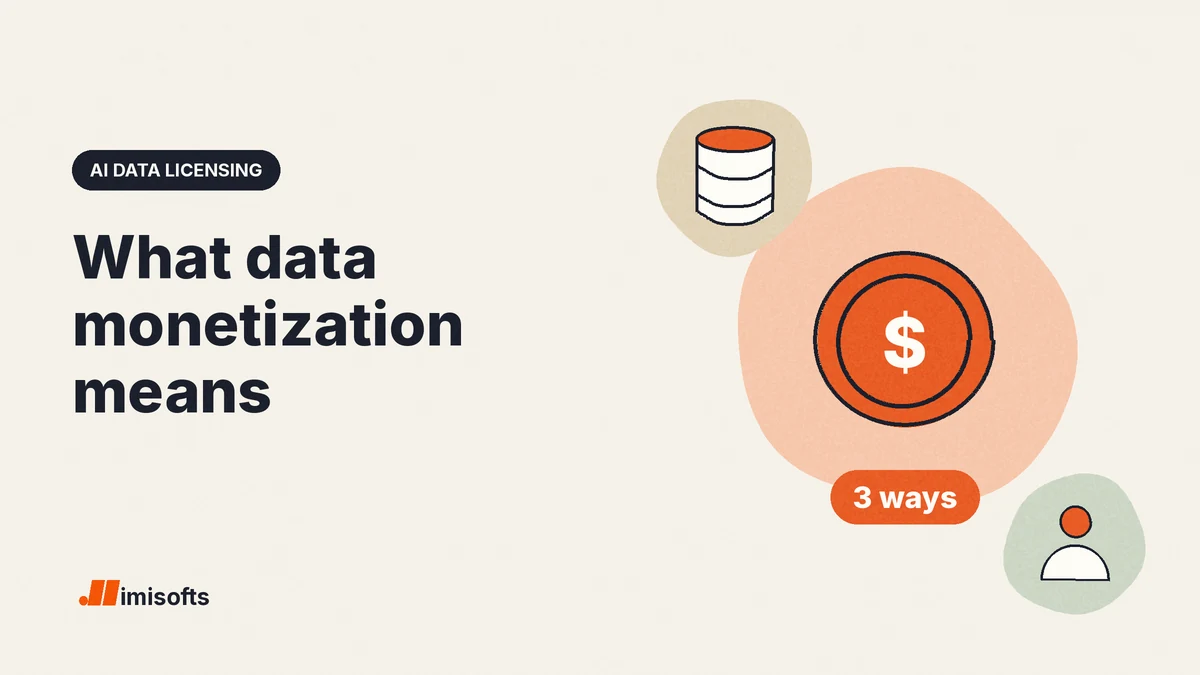 AI DATA LICENSING
What data
monetization
means
$
3 ways
imisofts